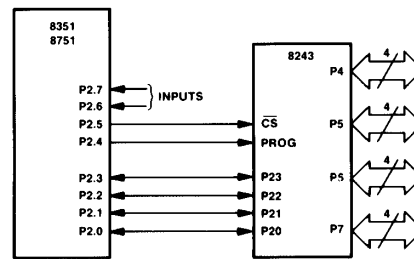 8351
8751
P2.7
P2.6
INPUTS
P2.5
P2.4
P2.3
P2.2
P2.1
P2.0
8243
CS
PROG
P23
P22
P21
P20
P4
4
P5
4
P5
4
P7
4